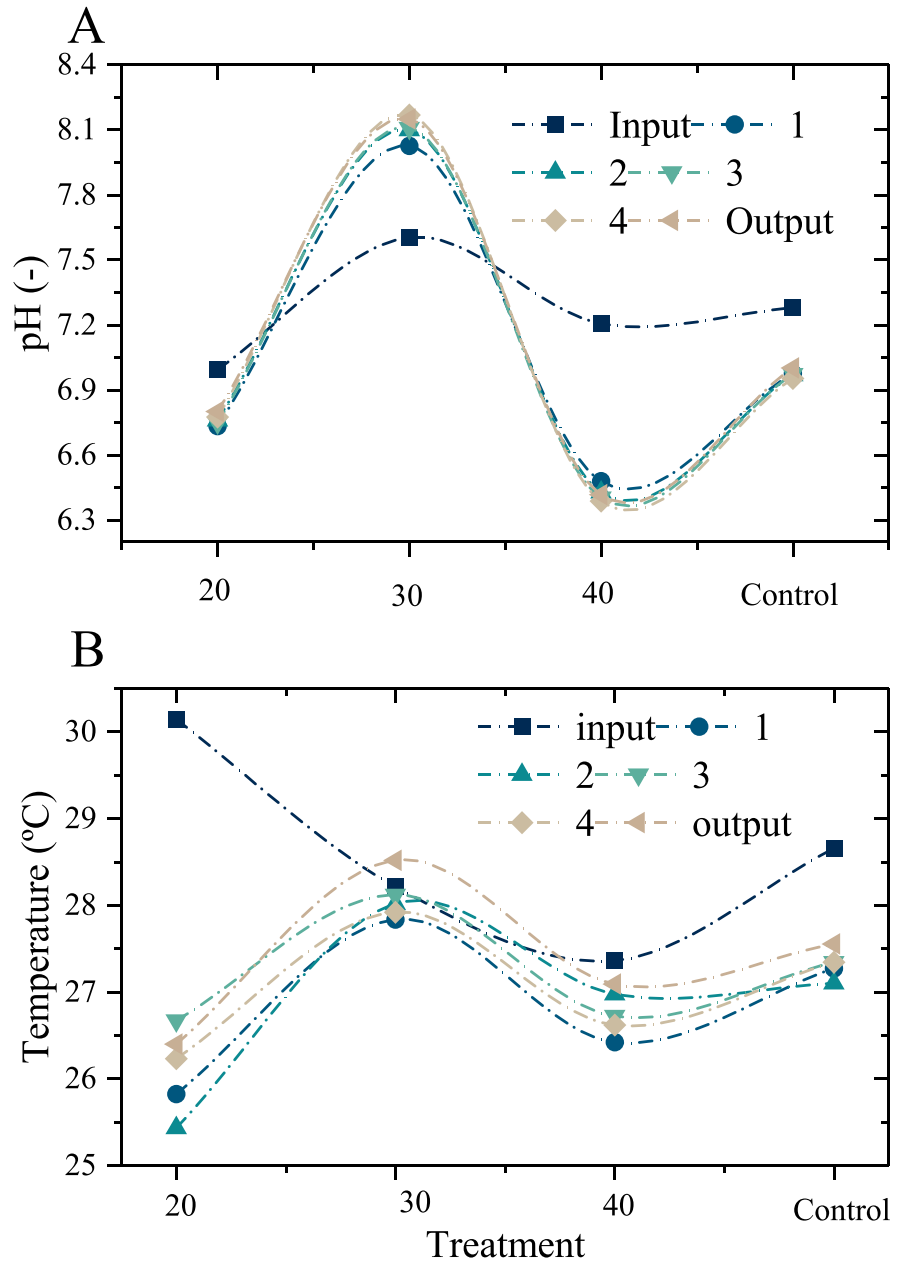 A
8.4
8.1
7.8
7.5
7.2
6.9
6.6
6.3
pH (-)
Input 1
2 3
4 Output
20 30 40 Control
B
30
29
28
27
26
25
Temperature (ºC)
input 1
2 3
4 output
20 30 40 Control
Treatment